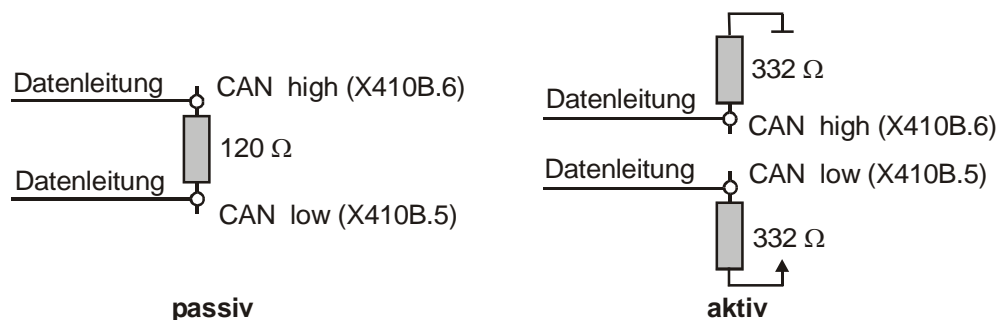 Datenleitung
CAN high (X410B.6)
120 Ω
Datenleitung
CAN low (X410B.5)
passiv
332 Ω
Datenleitung
CAN high (X410B.6)
Datenleitung
CAN low (X410B.5)
332 Ω
aktiv